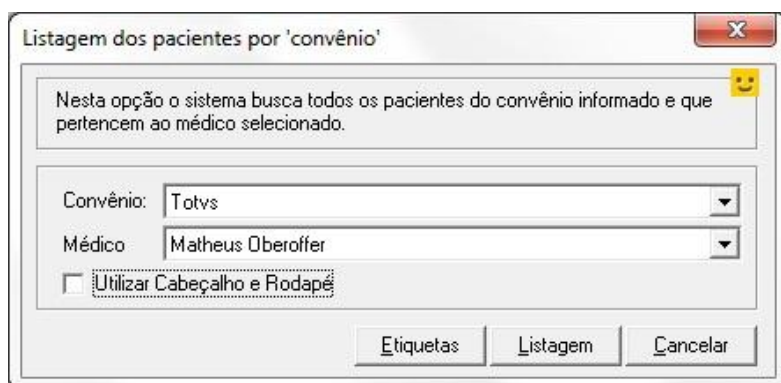 Listagem dos pacientes por 'convênio'
Nesta opção o sistema busca todos os pacientes do convênio informado e que
pertencem ao médico selecionado.
Convênio: Totvs
Médico Matheus Oberoffer
Utilizar Cabeçalho e Rodapé
Etiquetas Listagem Cancelar